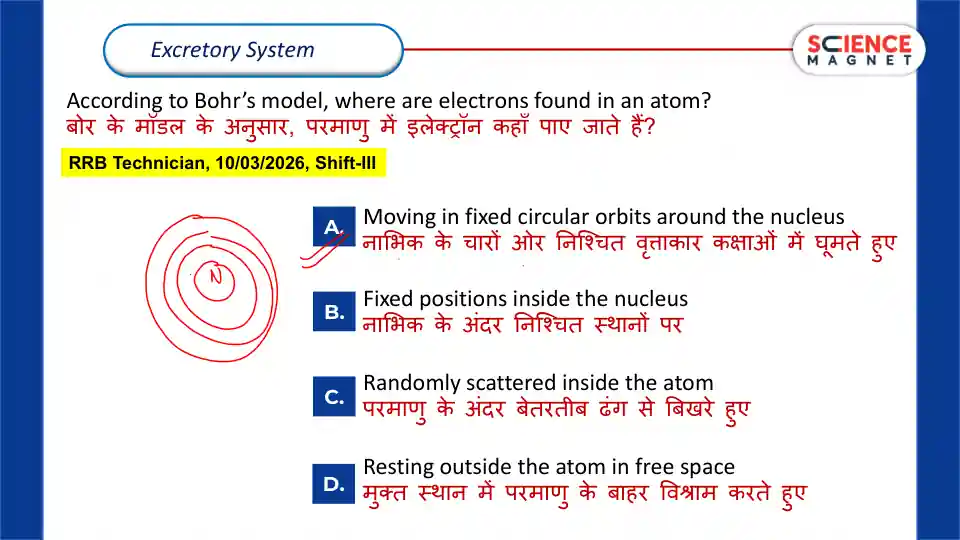 Excretory System
SCIENCE
MAGNET
According to Bohr’s model, where are electrons found in an atom?
बोर के मॉडल के अनुसार, परमाणु में इलेक्ट्रॉन कहाँ पाए जाते हैं?
RRB Technician, 10/03/2026, Shift-III
A. Moving in fixed circular orbits around the nucleus
नाभिक के चारों ओर निश्चित वृत्ताकार कक्षाओं में घूमते हुए
N
B. Fixed positions inside the nucleus
नाभिक के अंदर निश्चित स्थानों पर
C. Randomly scattered inside the atom
परमाणु के अंदर बेतरतीब ढंग से बिखरे हुए
D. Resting outside the atom in free space
मुक्त स्थान में परमाणु के बाहर विश्राम करते हुए